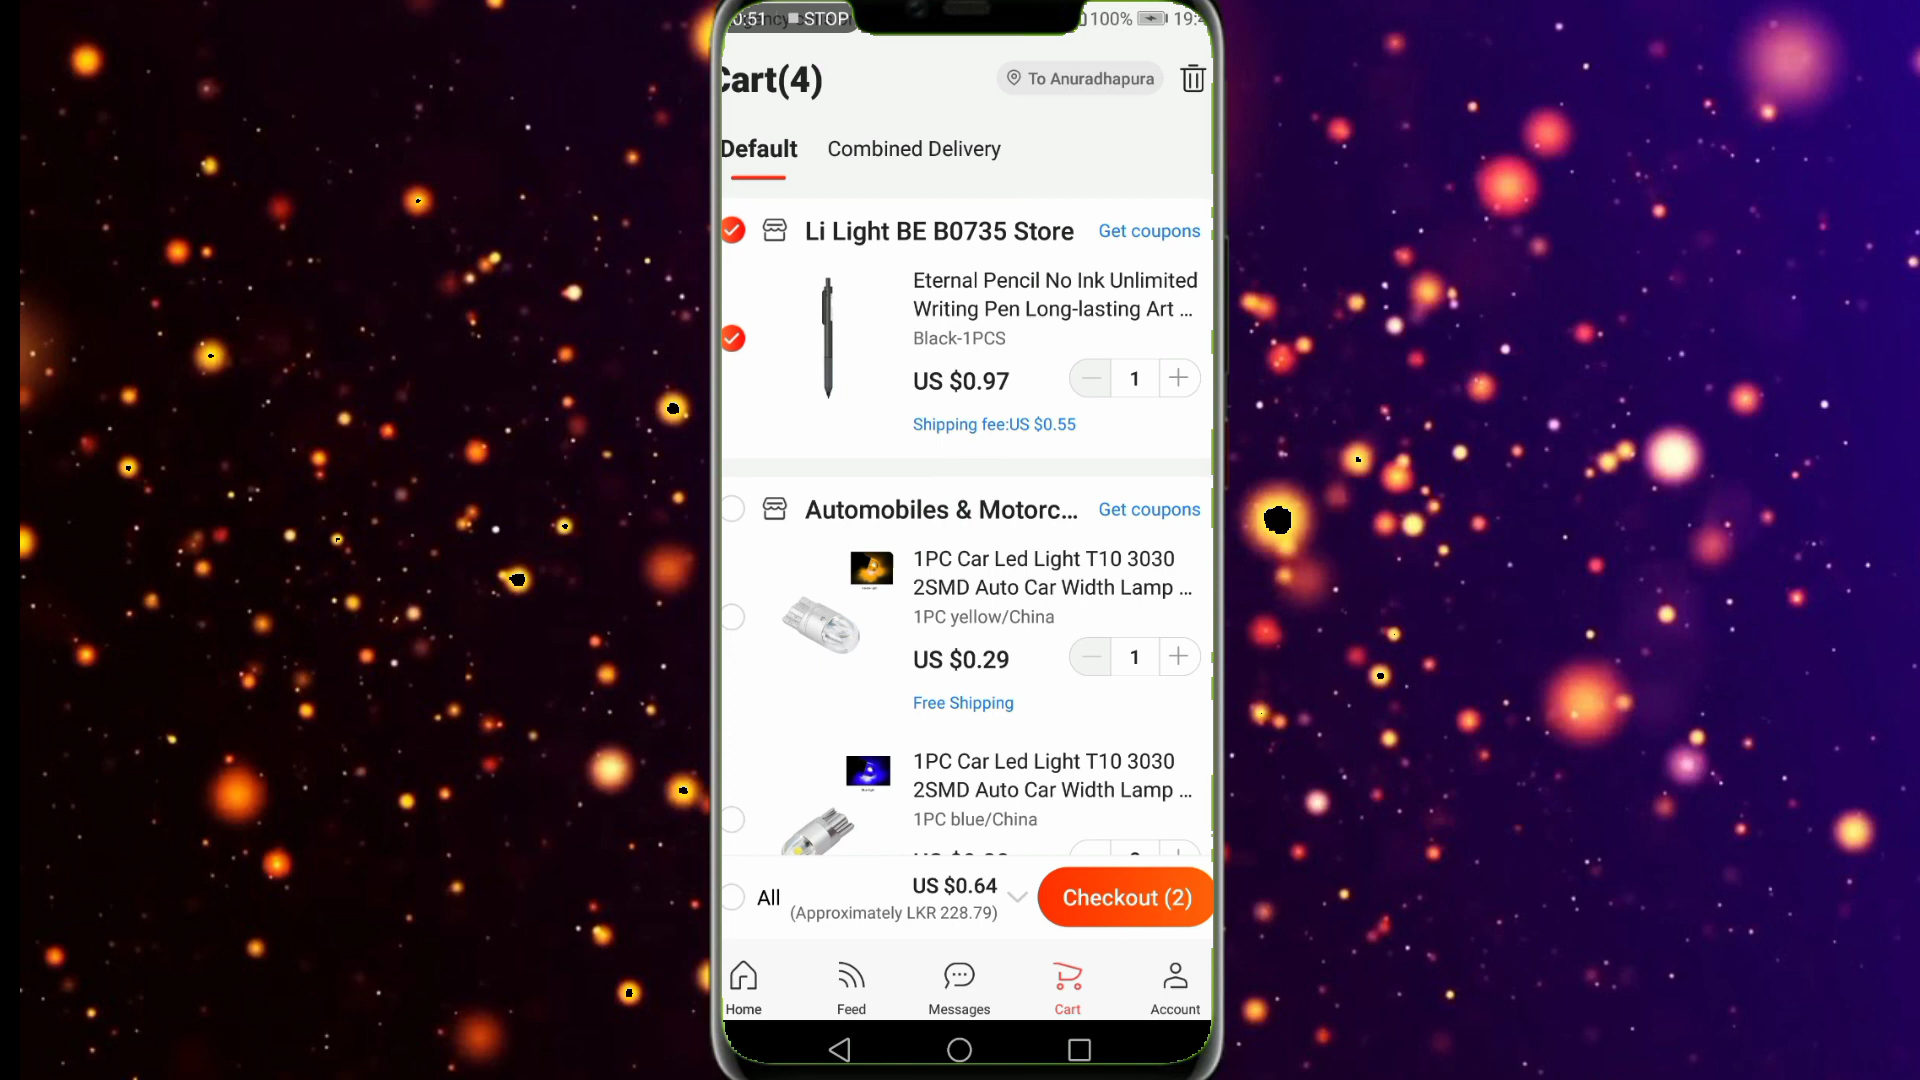 0:51 STOP 100% 19:4
Cart(4) To Anuradhapura
Default Combined Delivery
Li Light BE B0735 Store Get coupons
Eternal Pencil No Ink Unlimited
Writing Pen Long-lasting Art ...
Black-1PCS
US $0.97 1
Shipping fee:US $0.55
Automobiles & Motorc... Get coupons
1PC Car Led Light T10 3030
2SMD Auto Car Width Lamp ...
1PC yellow/China
US $0.29 1
Free Shipping
1PC Car Led Light T10 3030
2SMD Auto Car Width Lamp ...
1PC blue/China
All US $0.64 Checkout (2)
(Approximately LKR 228.79)
Home Feed Messages Cart Account